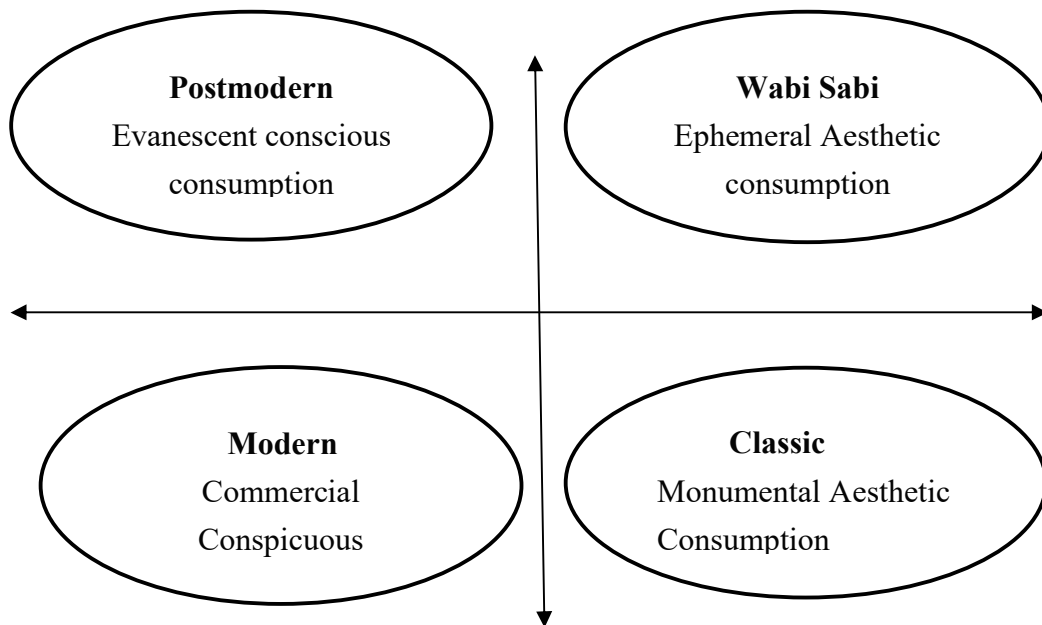 Postmodern
Evanescent conscious
consumption
Wabi Sabi
Ephemeral Aesthetic
consumption
Modern
Commercial
Conspicuous
Classic
Monumental Aesthetic
Consumption